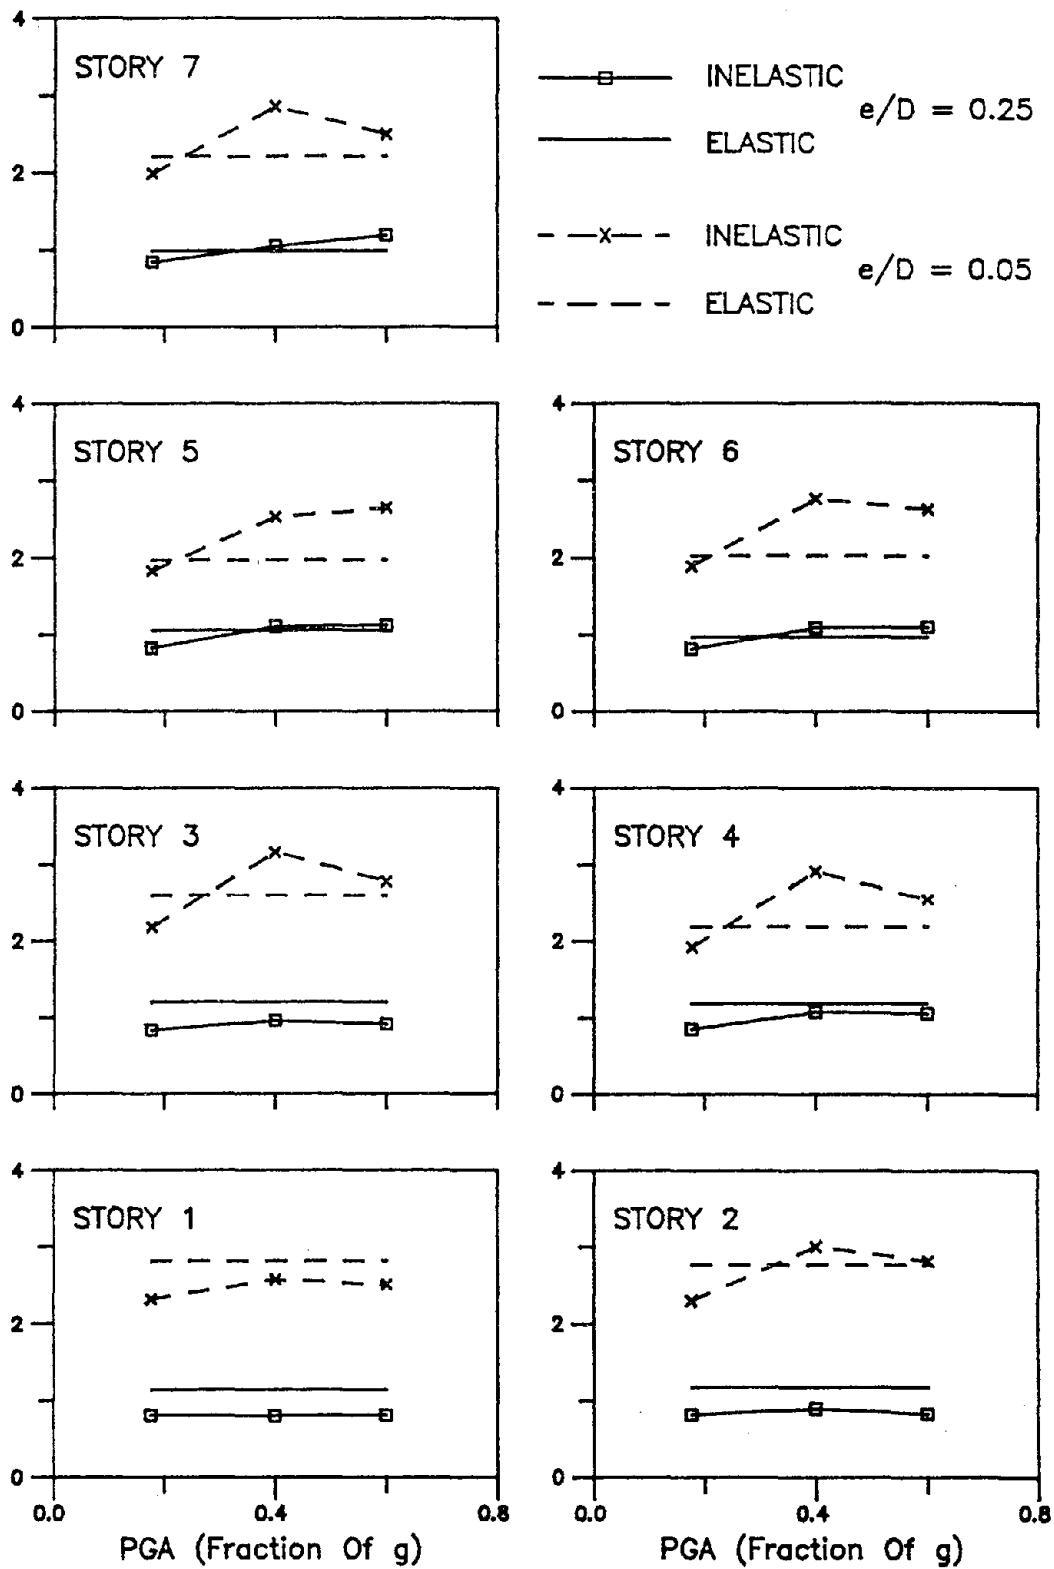 4
STORY 7
2
0
INELASTIC
e/D = 0.25
ELASTIC
INELASTIC
e/D = 0.05
ELASTIC
4
STORY 5
2
0
4
STORY 6
2
0
4
STORY 3
2
0
4
STORY 4
2
0
4
STORY 1
2
0
0.0 0.4 0.8
PGA (Fraction Of g)
4
STORY 2
2
0
0.0 0.4 0.8
PGA (Fraction Of g)